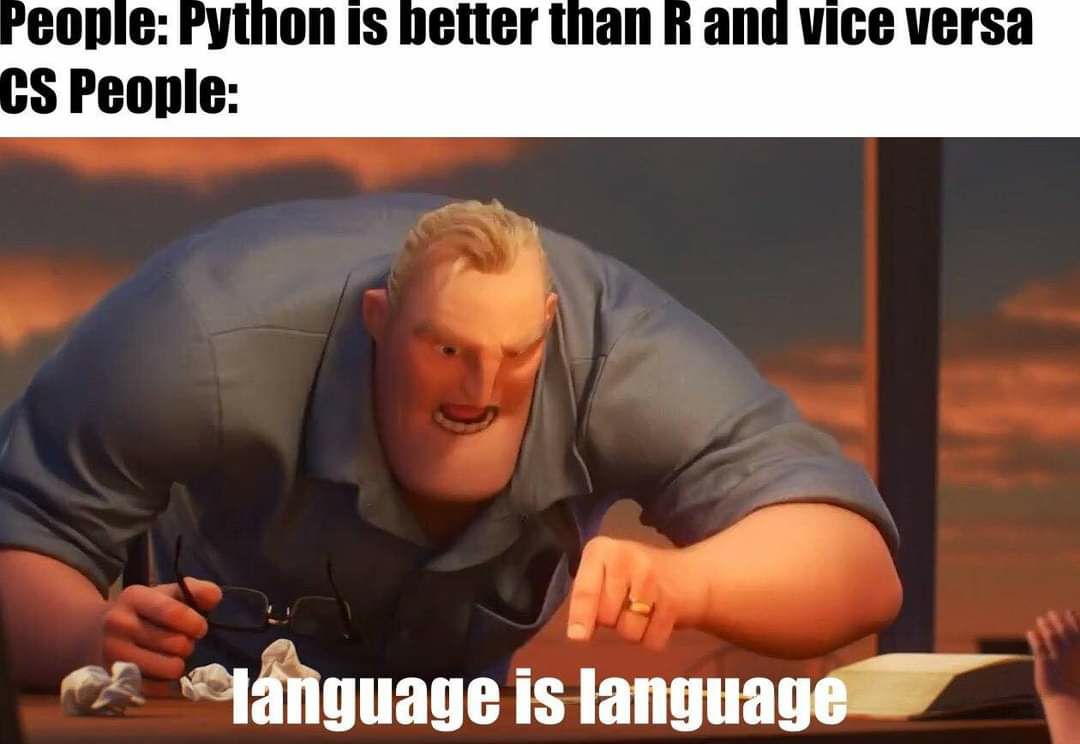 People: Python is better than R and vice versa
CS People:
language is language